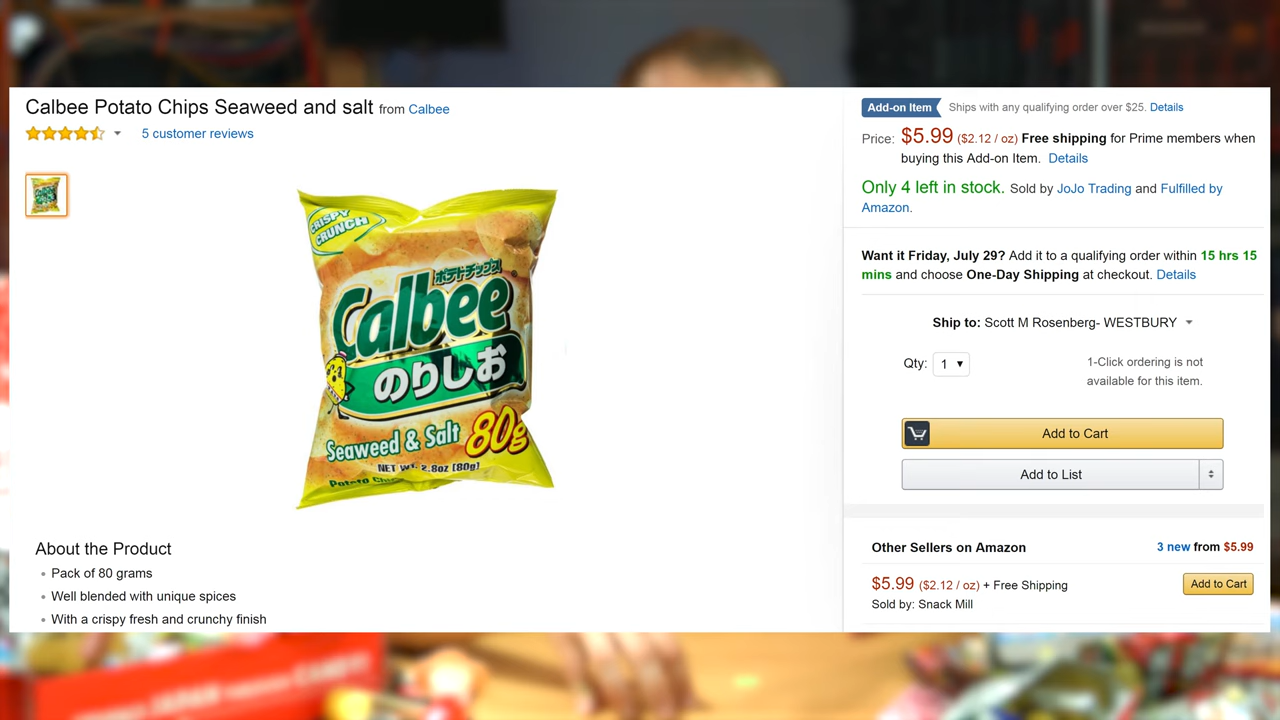 Calbee Potato Chips Seaweed and salt from Calbee
5 customer reviews
CRISPY
CRUNCH
ポテトチップス!
Calbee
のりしお
Seaweed & Salt 80g
NET WT. 2.8oz (80g)
About the Product
Pack of 80 grams
Well blended with unique spices
With a crispy fresh and crunchy finish
Add-on Item Ships with any qualifying order over $25. Details
Price: $5.99 ($2.12 / oz) Free shipping for Prime members when
buying this Add-on Item. Details
Only 4 left in stock. Sold by JoJo Trading and Fulfilled by
Amazon.
Want it Friday, July 29? Add it to a qualifying order within 15 hrs 15
mins and choose One-Day Shipping at checkout. Details
Ship to: Scott M Rosenberg- WESTBURY
Qty: 1
1-Click ordering is not
available for this item.
Add to Cart
Add to List
Other Sellers on Amazon 3 new from $5.99
$5.99 ($2.12 / oz) + Free Shipping Add to Cart
Sold by: Snack Mill